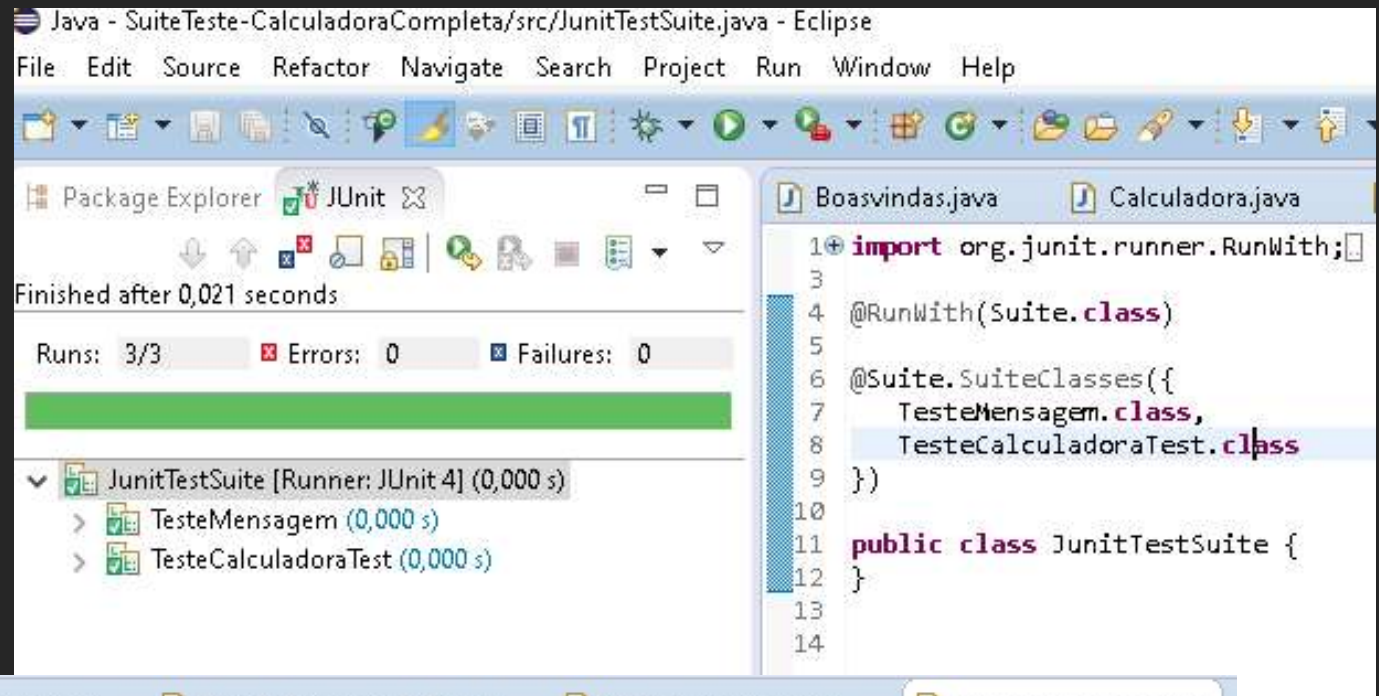 Java - SuiteTeste-CalculadoraCompleta/src/JunitTestSuite.java - Eclipse
File Edit Source Refactor Navigate Search Project Run Window Help
Package Explorer JUnit
Finished after 0,021 seconds
Runs: 3/3 Errors: 0 Failures: 0
JunitTestSuite [Runner: JUnit 4] (0,000 s)
TesteMensagem (0,000 s)
TesteCalculadoraTest (0,000 s)
Boasvindas.java Calculadora.java
1 import org.junit.runner.RunWith;
3
4 @RunWith(Suite.class)
5
6 @Suite.SuiteClasses({
7 TesteMensagem.class,
8 TesteCalculadoraTest.class
9 })
10
11 public class JunitTestSuite {
12 }
13
14